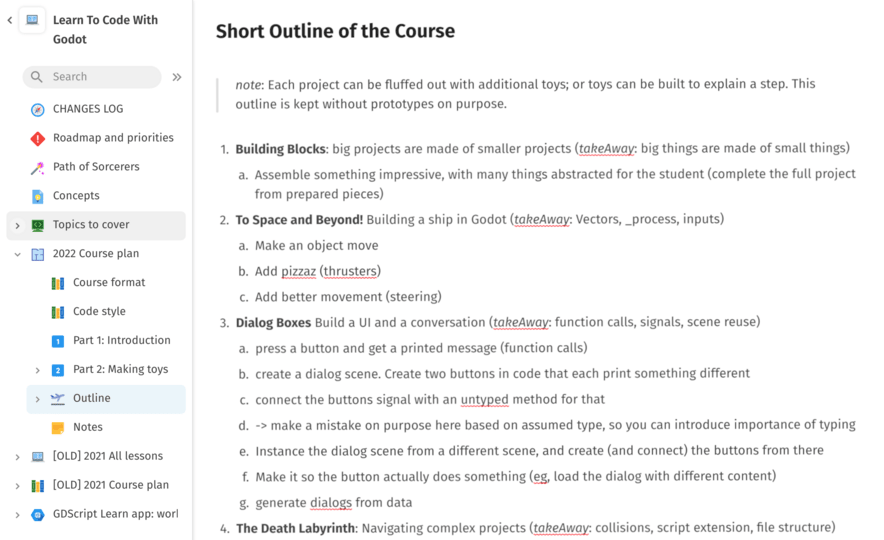 Learn To Code With
Godot
Search
CHANGES LOG
Roadmap and priorities
Path of Sorcerers
Concepts
Topics to cover
2022 Course plan
Course format
Code style
1 Part 1: Introduction
2 Part 2: Making toys
Outline
Notes
[OLD] 2021 All lessons
[OLD] 2021 Course plan
GDScript Learn app:
Short Outline of the Course
note: Each project can be fluffed out with additional toys; or toys can be built to explain a step. This
outline is kept without prototypes on purpose.
1. Building Blocks: big projects are made of smaller projects (takeAway: big things are made of small things)
a. Assemble something impressive, with many things abstracted for the student (complete the full project
from prepared pieces)
2. To Space and Beyond! Building a ship in Godot (takeAway: Vectors, _process, inputs)
a. Make an object move
b. Add pizzaz (thrusters)
c. Add better movement (steering)
3. Dialog Boxes Build a UI and a conversation (takeAway: function calls, signals, scene reuse)
a. press a button and get a printed message (function calls)
b. create a dialog scene. Create two buttons in code that each print something different
c. connect the buttons signal with an untyped method for that
d. -> make a mistake on purpose here based on assumed type, so you can introduce importance of typing
e. Instance the dialog scene from a different scene, and create (and connect) the buttons from there
f. Make it so the button actually does something (eg, load the dialog with different content)
g. generate dialogs from data
4. The Death Labyrinth: Navigating complex projects (takeAway: collisions, script extension, file structure)